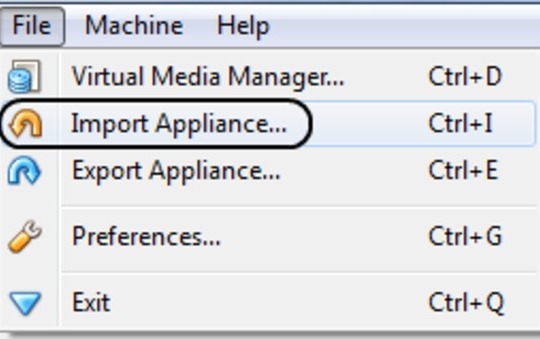 File Machine Help
Virtual Media Manager... Ctrl+D
Import Appliance... Ctrl+I
Export Appliance... Ctrl+E
Preferences... Ctrl+G
Exit Ctrl+Q